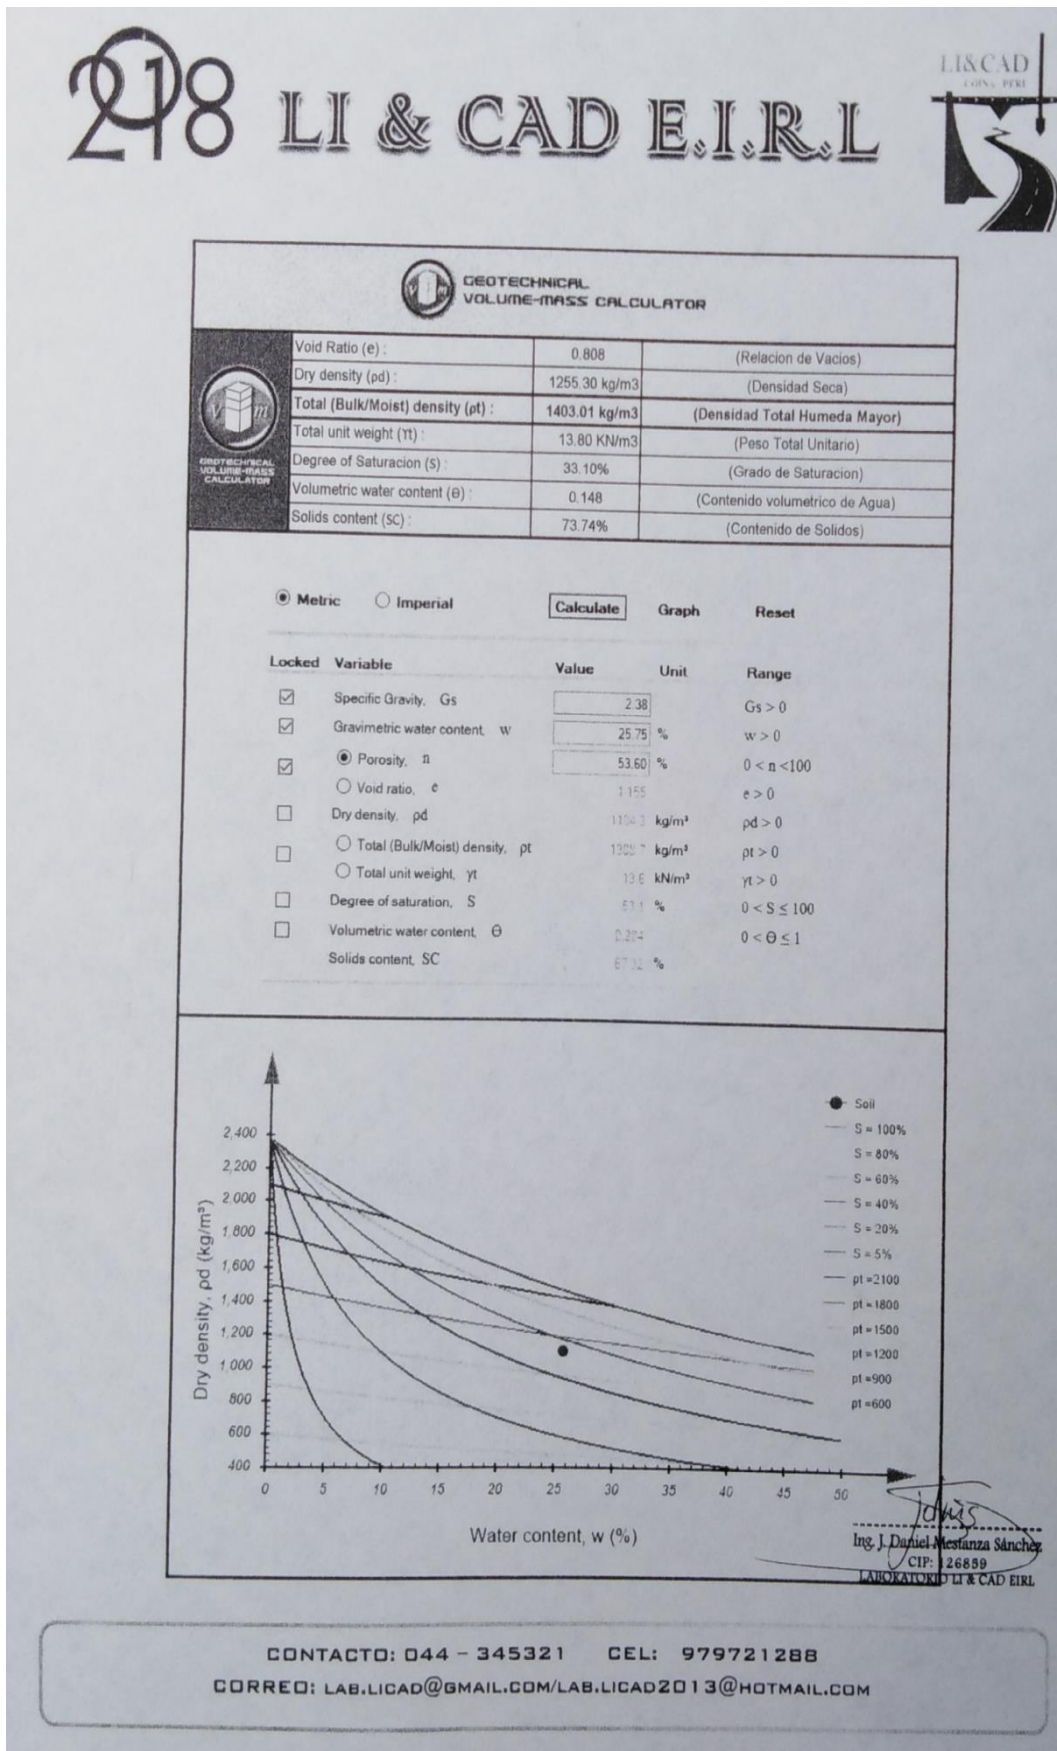 2018 LI & CAD E.I.R.L
LI&CAD
GEOTECHNICAL
VOLUME-MASS CALCULATOR
V m
GEOTECHNICAL
VOLUME-MASS
CALCULATOR
Void Ratio (e) : 0.808 (Relacion de Vacios)
Dry density (ρd) : 1255.30 kg/m3 (Densidad Seca)
Total (Bulk/Moist) density (ρt) : 1403.01 kg/m3 (Densidad Total Humeda Mayor)
Total unit weight (Υt) : 13.80 KN/m3 (Peso Total Unitario)
Degree of Saturacion (S) : 33.10% (Grado de Saturacion)
Volumetric water content (θ) : 0.148 (Contenido volumetrico de Agua)
Solids content (SC) : 73.74% (Contenido de Solidos)
Metric Imperial Calculate Graph Reset
Locked Variable Value Unit Range
Specific Gravity, Gs 2.38 Gs > 0
Gravimetric water content, w 25.75 % w > 0
Porosity, n 53.60 % 0 < n <100
Void ratio, e 1.155 e > 0
Dry density, ρd kg/m³ ρd > 0
Total (Bulk/Moist) density, ρt kg/m³ ρt > 0
Total unit weight, γt 13.6 kN/m³ γt > 0
Degree of saturation, S % 0 < S ≤ 100
Volumetric water content, Θ 0 < Θ ≤ 1
Solids content, SC %
Dry density, ρd (kg/m³)
2,400
2,200
2,000
1,800
1,600
1,400
1,200
1,000
800
600
400
0 5 10 15 20 25 30 35 40 45 50
Water content, w (%)
Soil
S = 100%
S = 80%
S = 60%
S = 40%
S = 20%
S = 5%
ρt =2100
ρt =1800
ρt =1500
ρt =1200
ρt =900
ρt =600
Ing. J. Daniel Mestanza Sánchez
CIP: 126859
LABORATORIO LI & CAD EIRL
CONTACTO: 044 – 345321 CEL: 979721288
CORREO: LAB.LICAD@GMAIL.COM/LAB.LICAD2013@HOTMAIL.COM